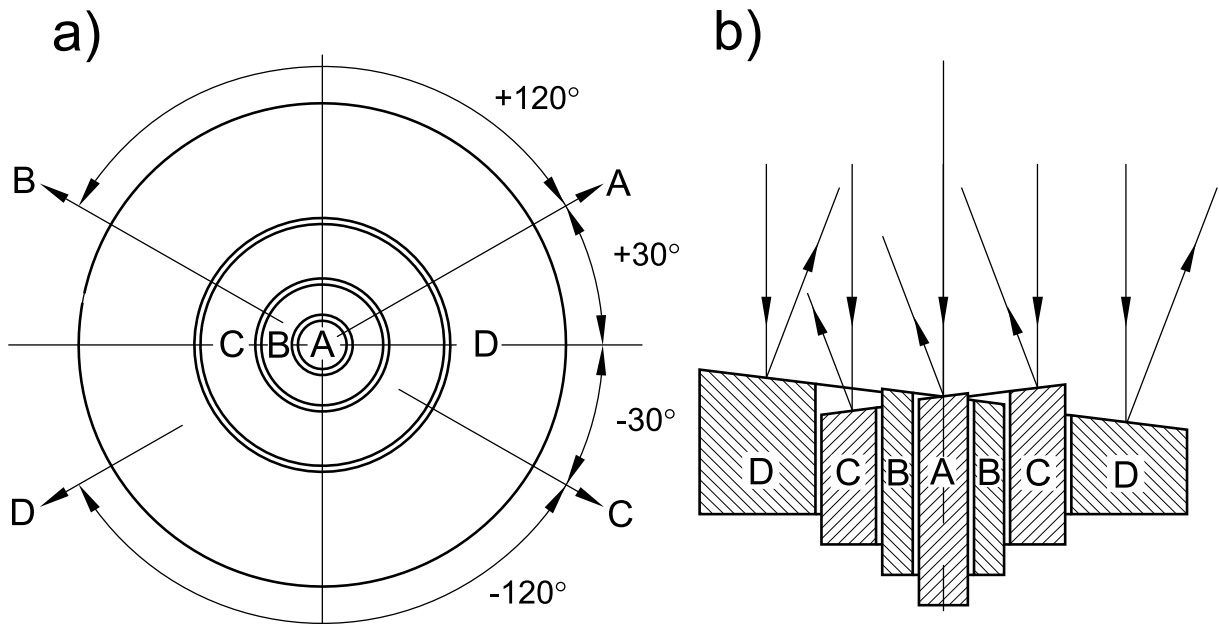 a)
+120°
B
A
+30°
C B A D
-30°
D
C
-120°
b)
D C B A B C D